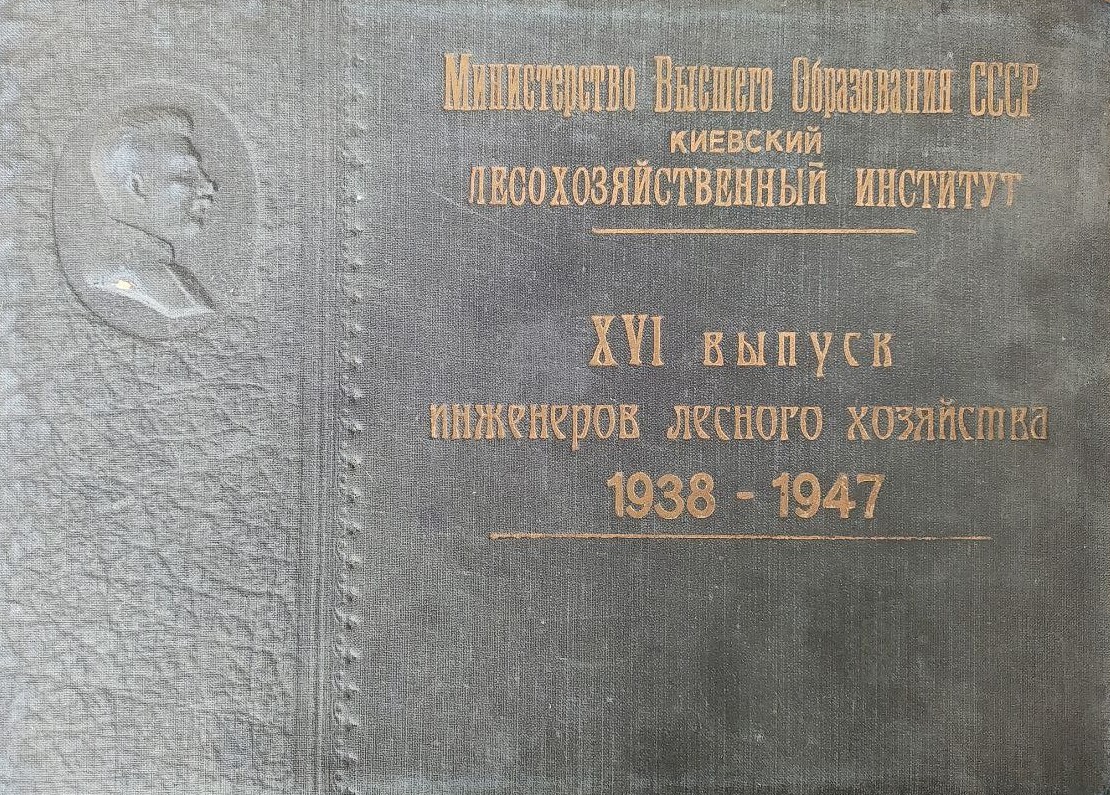 Министерство Высшего Образования СССР
КИЕВСКИЙ
ЛЕСОХОЗЯЙСТВЕННЫЙ ИНСТИТУТ
XVI выпуск
инженеров лесного хозяйства
1938 - 1947